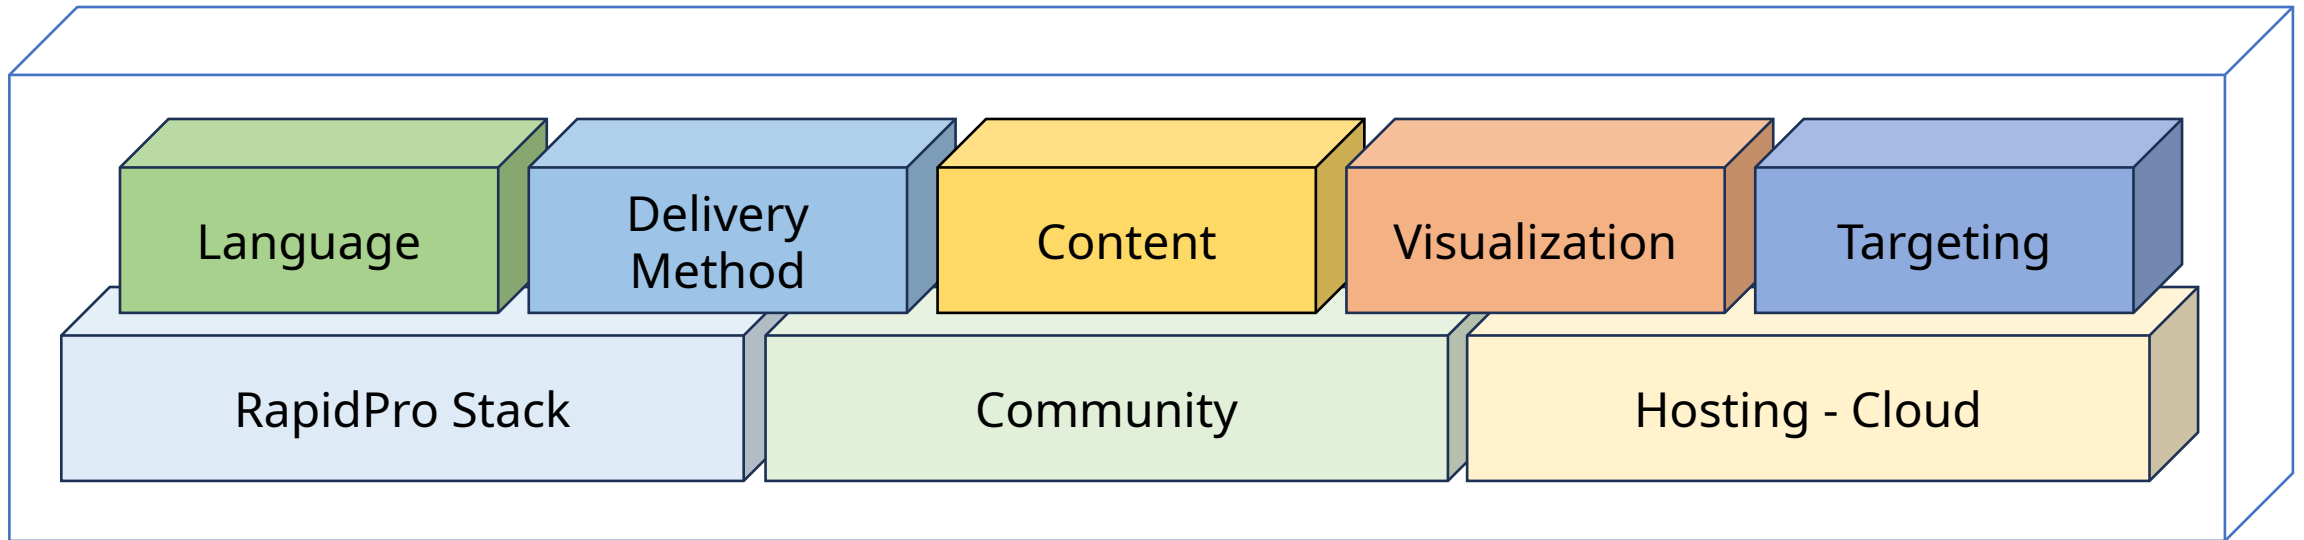 Language
Delivery
Method
Content
Visualization
Targeting
RapidPro Stack
Community
Hosting - Cloud